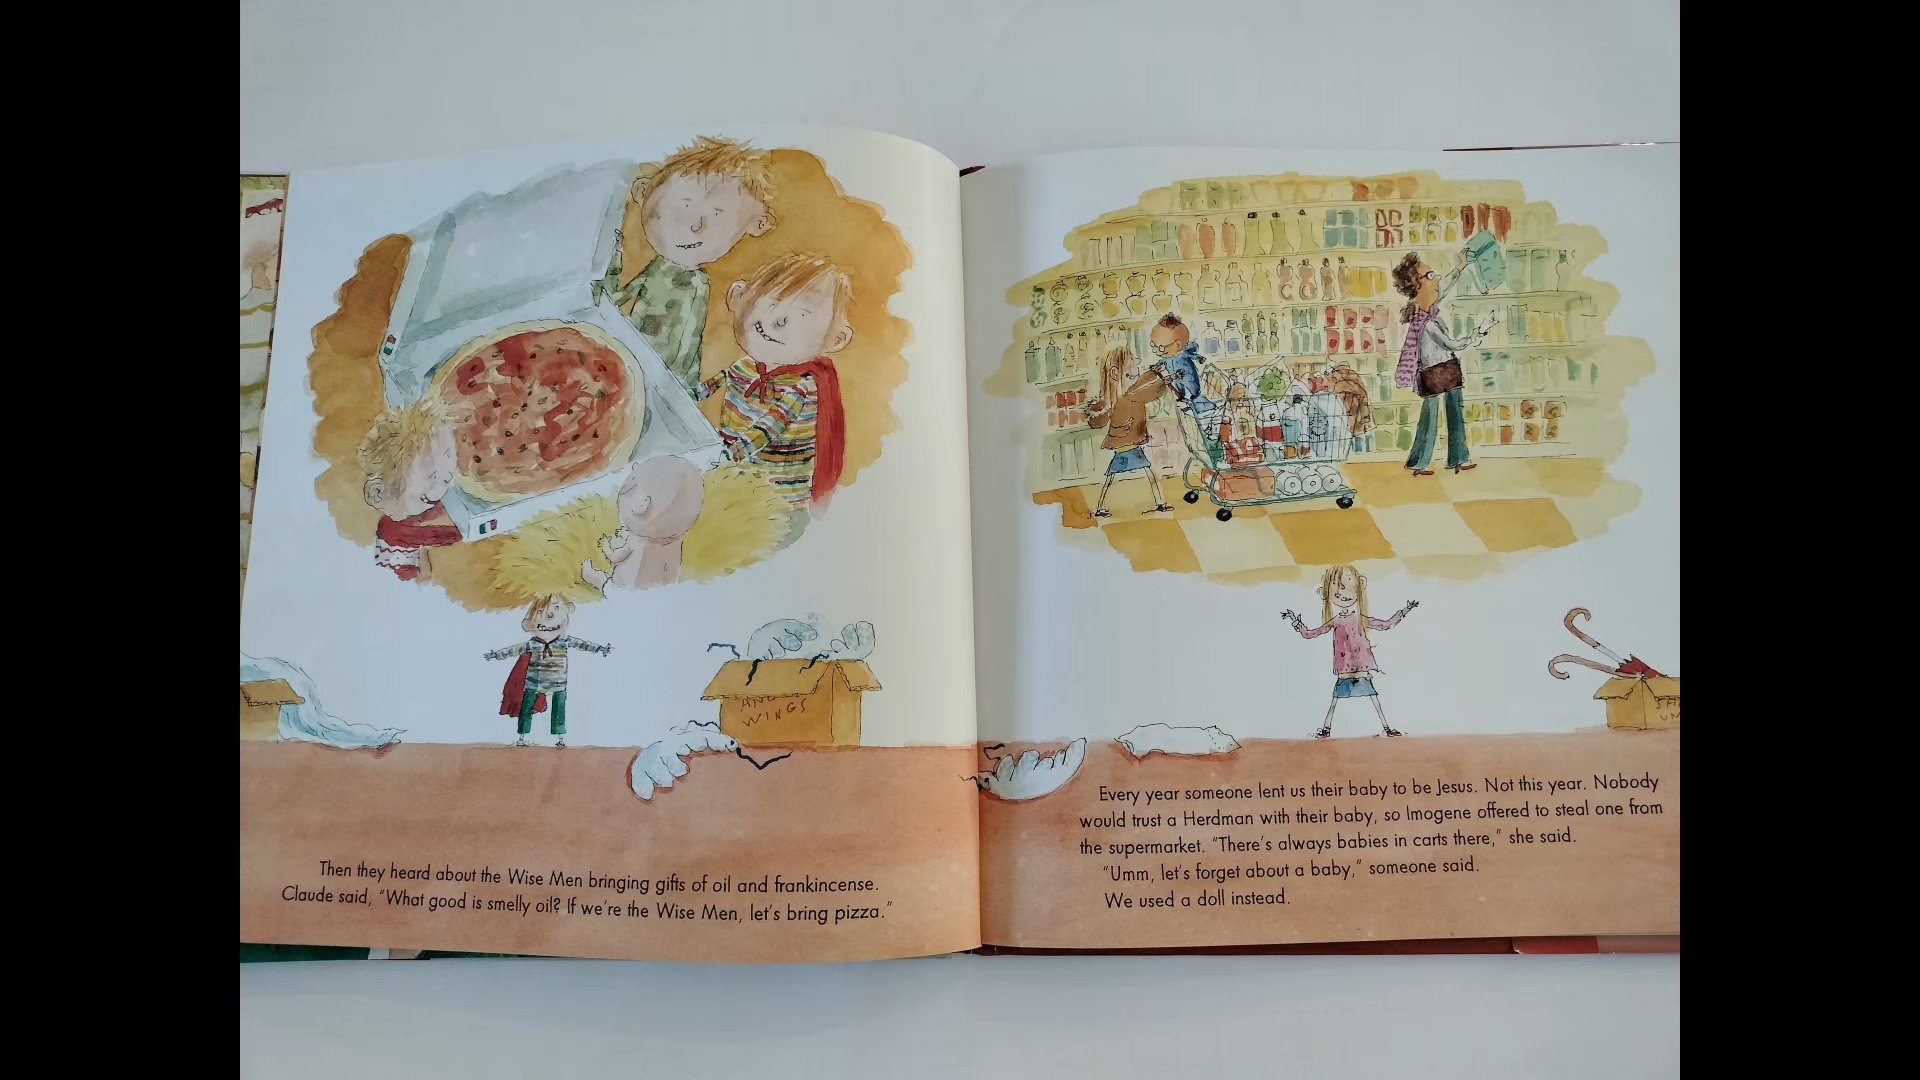 ANG
WINGS
Then they heard about the Wise Men bringing gifts of oil and frankincense.
Claude said, "What good is smelly oil? If we're the Wise Men, let's bring pizza."
Every year someone lent us their baby to be Jesus. Not this year. Nobody
would trust a Herdman with their baby, so Imogene offered to steal one from
the supermarket. "There's always babies in carts there," she said.
"Umm, let's forget about a baby," someone said.
We used a doll instead.